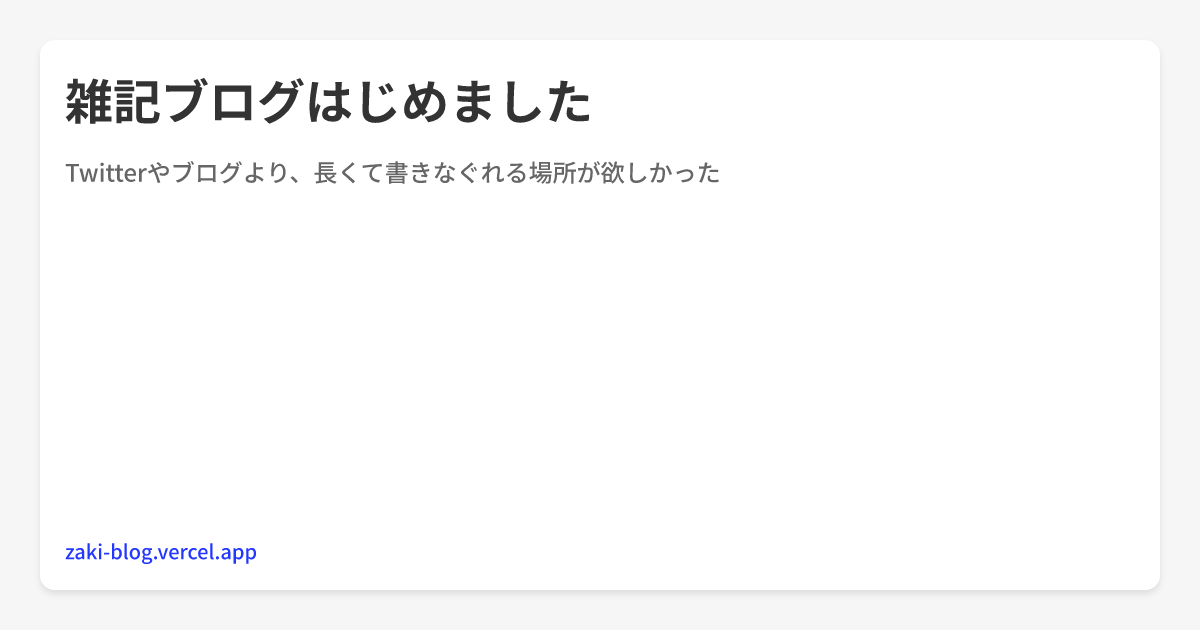 雑記ブログはじめました
Twitterやブログより、長くて書きなぐれる場所が欲しかった
zaki-blog.vercel.app